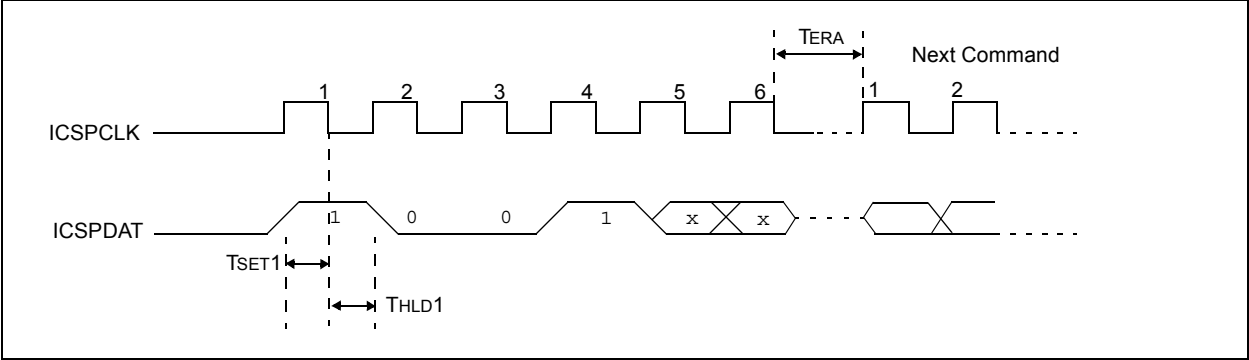 TERA
Next Command
1 2 3 4 5 6 1 2
ICSPCLK
1 0 0 1 x x
ICSPDAT
TSET1
THLD1